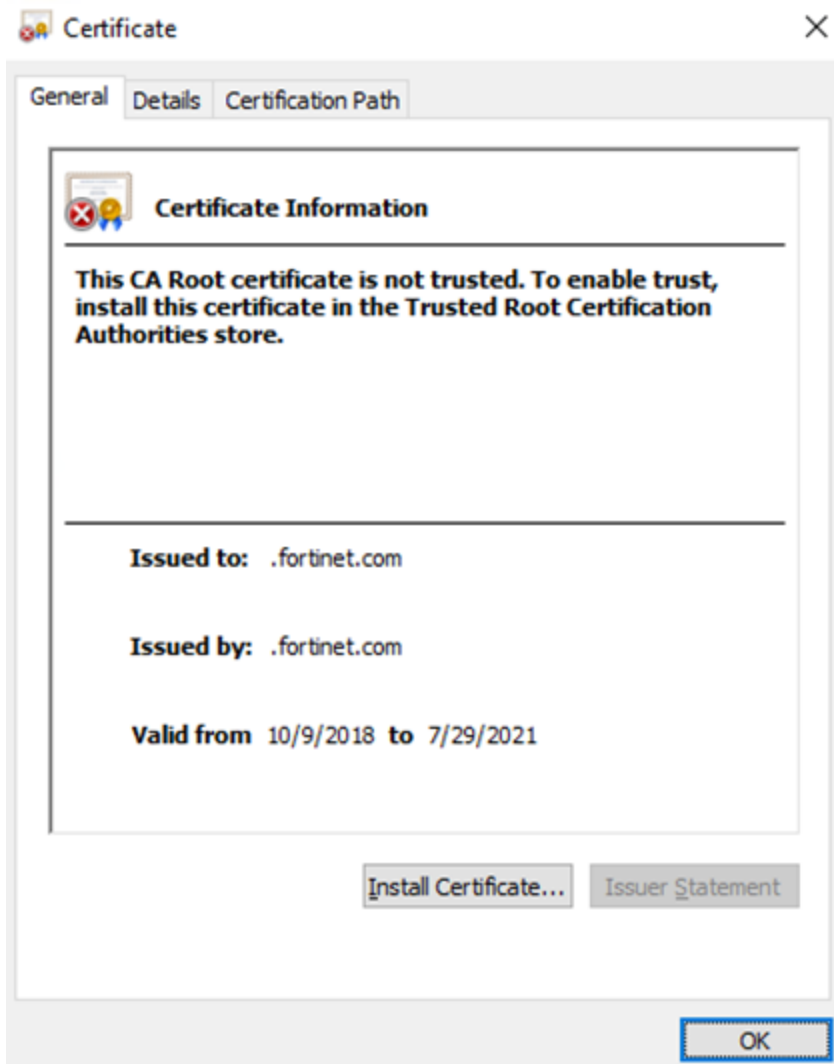 Certificate
General Details Certification Path
Certificate Information
This CA Root certificate is not trusted. To enable trust,
install this certificate in the Trusted Root Certification
Authorities store.
Issued to: .fortinet.com
Issued by: .fortinet.com
Valid from 10/9/2018 to 7/29/2021
Install Certificate... Issuer Statement
OK